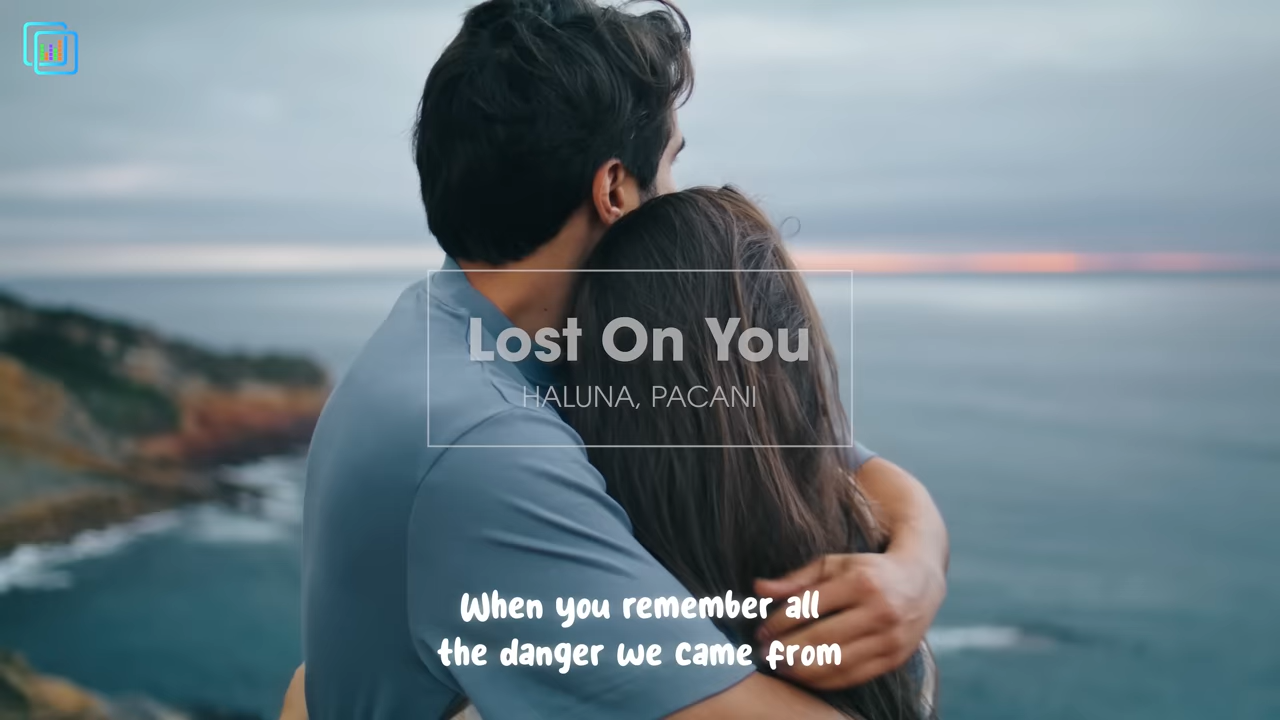 Lost On You
HALUNA, PACANI
When you remember all
the danger we came from